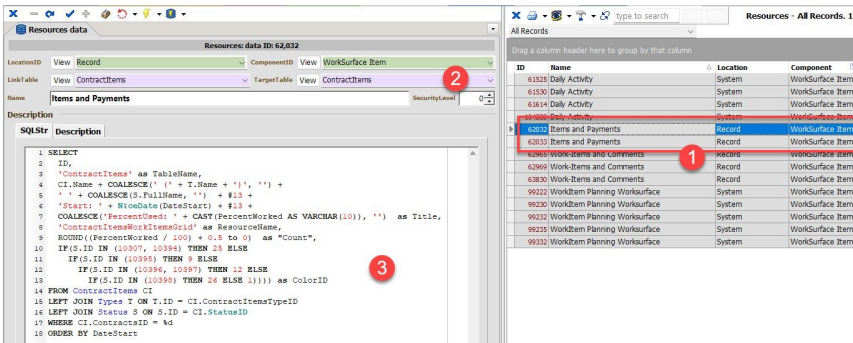 type to search
Resources - All Records. 1
Resources data
All Records
Resources: data ID: 62,032
Drag a column header here to group by that column
LocationID View Record ComponentID View WorkSurface Item
LinkTable View ContractItems TargetTable View ContractItems
2
Name Items and Payments SecurityLevel 0
Description
SQLStr Description
1 SELECT
2 ID,
3 'ContractItems' as TableName,
4 CI.Name + COALESCE(' (' + T.Name + ')', '') +
5 ' ' + COALESCE(S.FullName, '') + #13 +
6 'Start: ' + NiceDate(DateStart) + #13 +
7 COALESCE('PercentUsed: ' + CAST(PercentWorked AS VARCHAR(10)), '') as Title,
8 'ContractItemsWorkItemsGrid' as ResourceName,
9 ROUND((PercentWorked / 100) + 0.5 to 0) as "Count",
10 IF(S.ID IN (10307, 10394) THEN 25 ELSE
11 IF(S.ID IN (10395) THEN 9 ELSE
12 IF(S.ID IN (10396, 10397) THEN 12 ELSE
13 IF(S.ID IN (10398) THEN 26 ELSE 1)))) as ColorID
14 FROM ContractItems CI
15 LEFT JOIN Types T ON T.ID = CI.ContractItemsTypeID
16 LEFT JOIN Status S ON S.ID = CI.StatusID
17 WHERE CI.ContractsID = %d
18 ORDER BY DateStart
3
ID Name Location Component
61525 Daily Activity System WorkSurface Item
61530 Daily Activity System WorkSurface Item
61614 Daily Activity System WorkSurface Item
Daily Activity System WorkSurface Item
62032 Items and Payments Record WorkSurface Item
62033 Items and Payments Record WorkSurface Item
1
62965 Work-Items and Comments Record WorkSurface Item
62969 Work-Items and Comments Record WorkSurface Item
63830 Work-Items and Comments Record WorkSurface Item
99222 WorkItem Planning Worksurface System WorkSurface Item
99230 WorkItem Planning Worksurface System WorkSurface Item
99232 WorkItem Planning Worksurface System WorkSurface Item
99235 WorkItem Planning Worksurface System WorkSurface Item
99332 WorkItem Planning Worksurface System WorkSurface Item